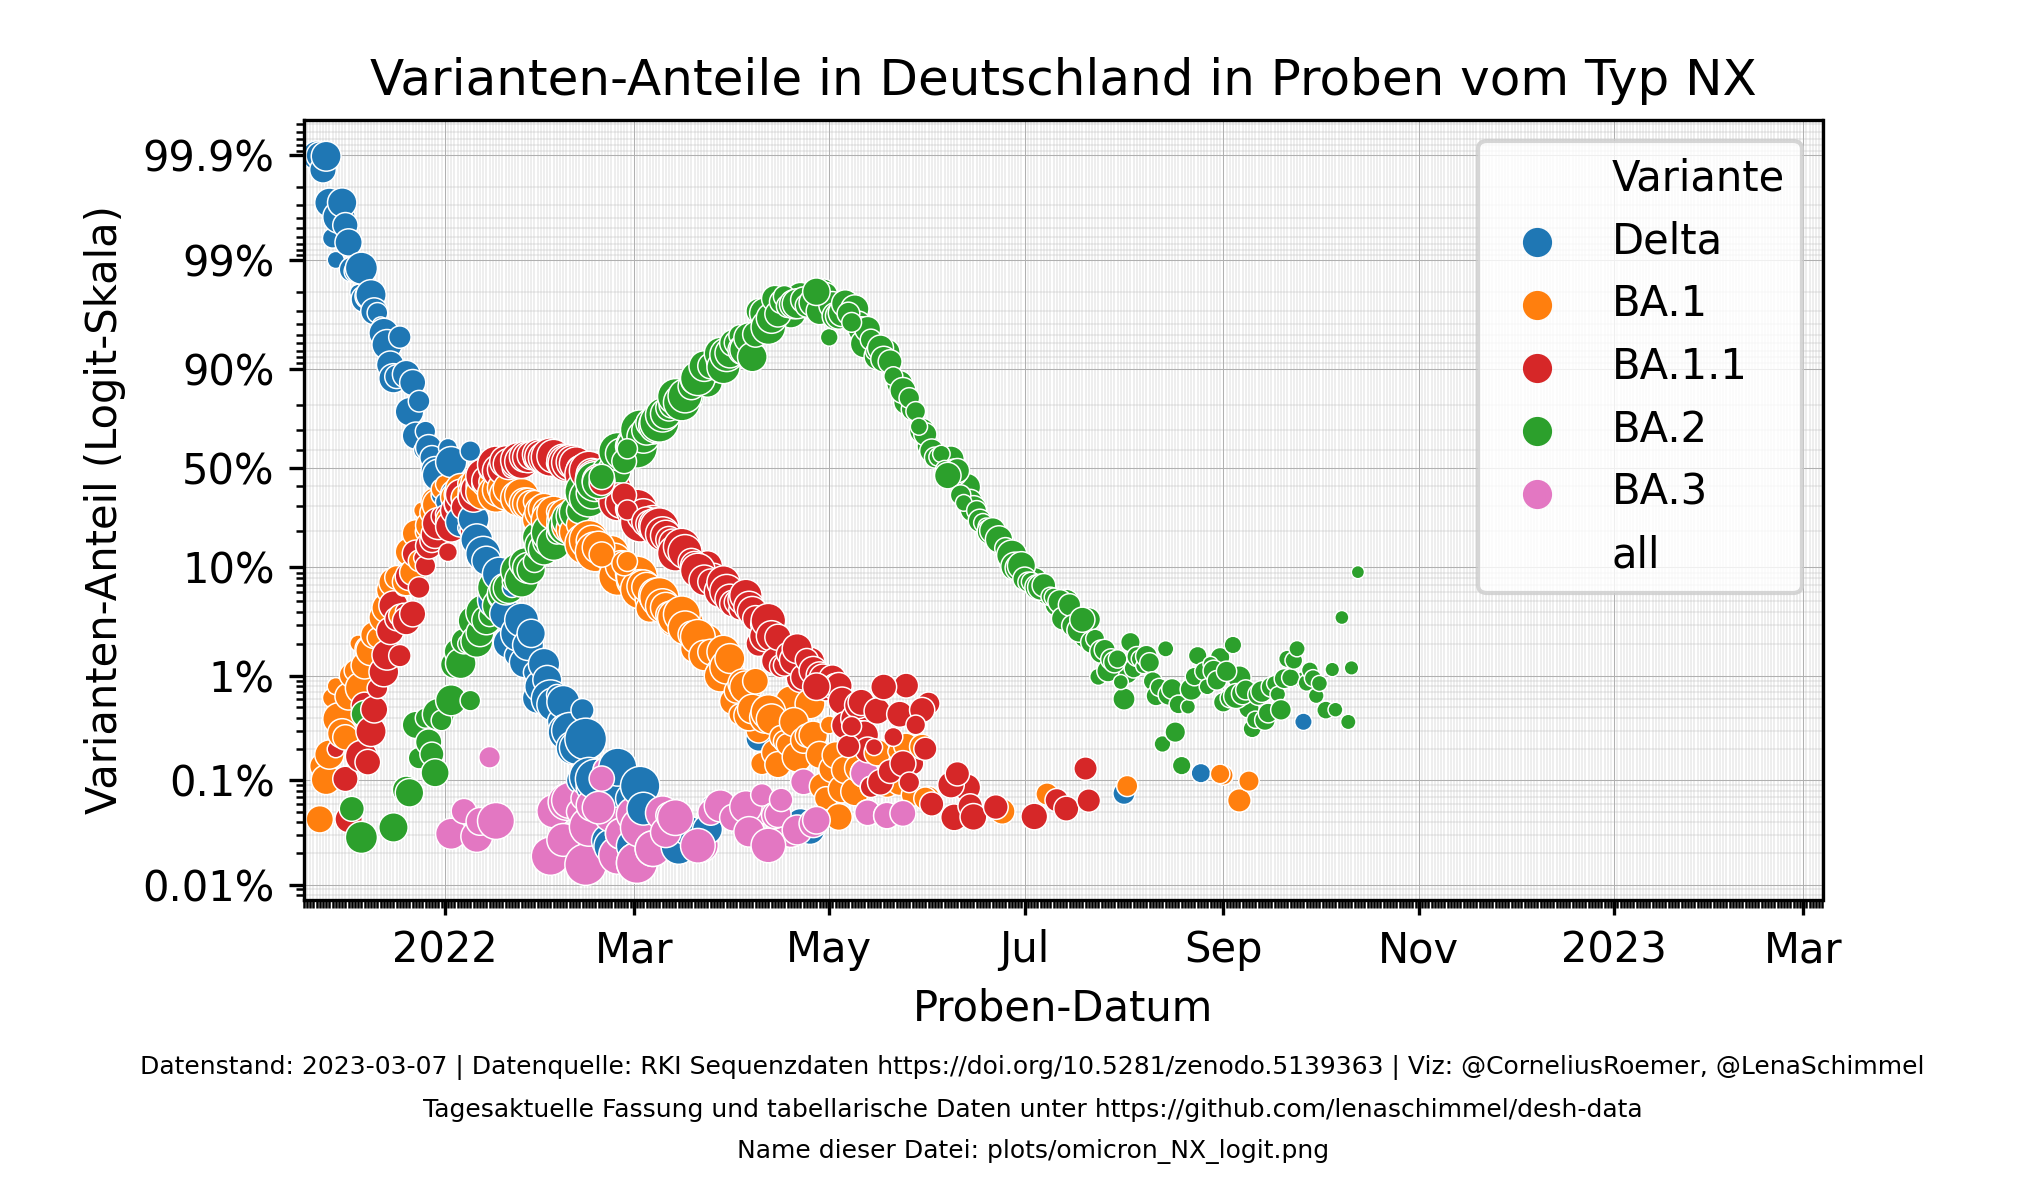 Varianten-Anteile in Deutschland in Proben vom Typ NX
Varianten-Anteil (Logit-Skala)
99.9%
99%
90%
50%
10%
1%
0.1%
0.01%
Variante
Delta
BA.1
BA.1.1
BA.2
BA.3
all
2022 Mar May Jul Sep Nov 2023 Mar
Proben-Datum
Datenstand: 2023-03-07 | Datenquelle: RKI Sequenzdaten https://doi.org/10.5281/zenodo.5139363 | Viz: @CorneliusRoemer, @LenaSchimmel
Tagesaktuelle Fassung und tabellarische Daten unter https://github.com/lenaschimmel/desh-data
Name dieser Datei: plots/omicron_NX_logit.png